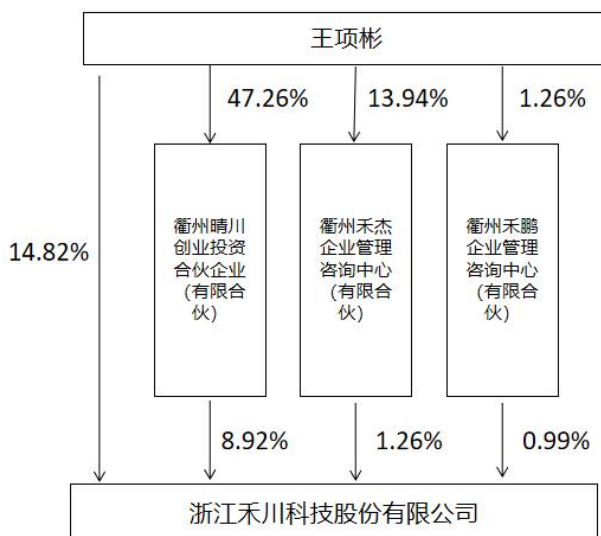 王项彬
47.26%
13.94%
1.26%
衢州晴川
创业投资
合伙企业
（有限合
伙）
衢州禾杰
企业管理
咨询中心
（有限合
伙）
衢州禾鹏
企业管理
咨询中心
（有限合
伙）
14.82%
8.92%
1.26%
0.99%
浙江禾川科技股份有限公司